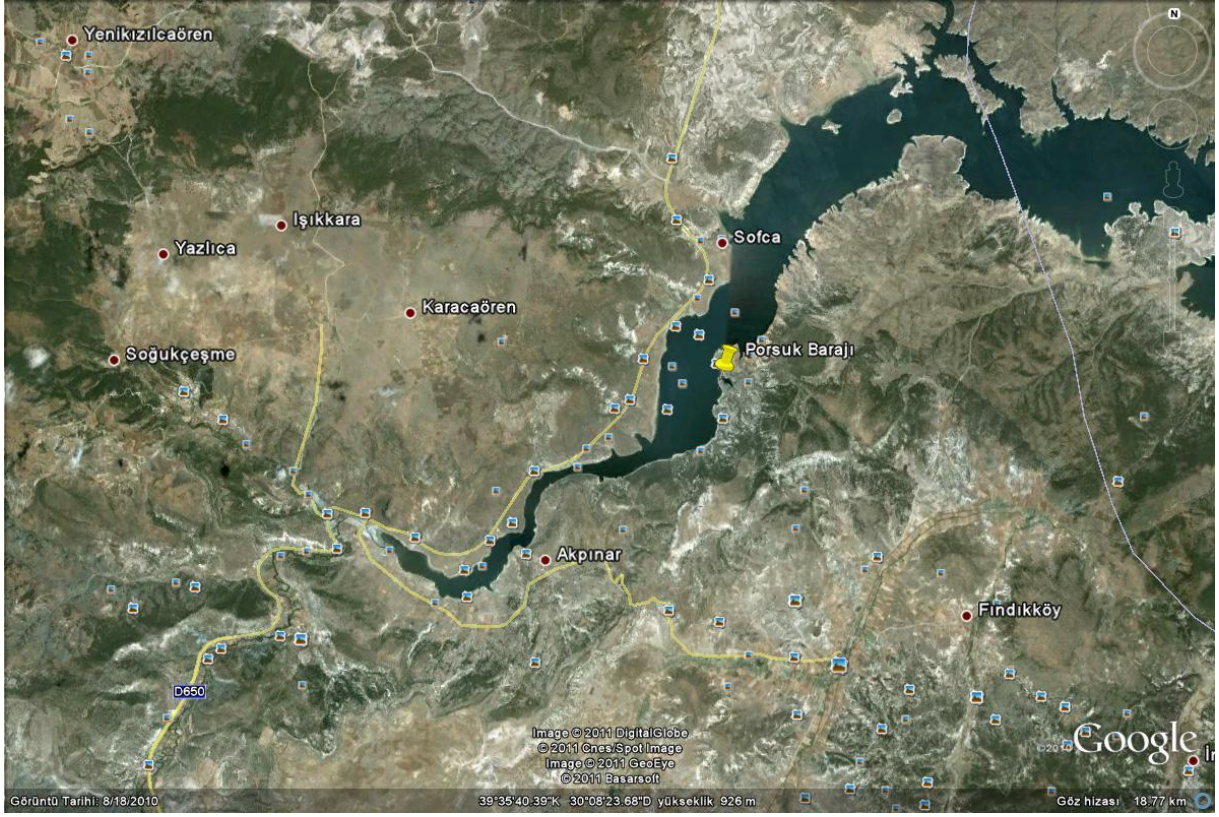 N
Yenikızılcaören
Işıkkara
Sofca
Yazlıca
Karacaören
Porsuk Barajı
Soğukçeşme
Akpınar
Fındıkköy
D650
Image © 2011 DigitalGlobe
© 2011 Cnes/Spot Image
Image © 2011 GeoEye
© 2011 Basarsoft
Google
Görüntü Tarihi: 8/18/2010
39°35'40.39"K 30°08'23.68"D yükseklik 926 m
Göz hizası 18.77 km